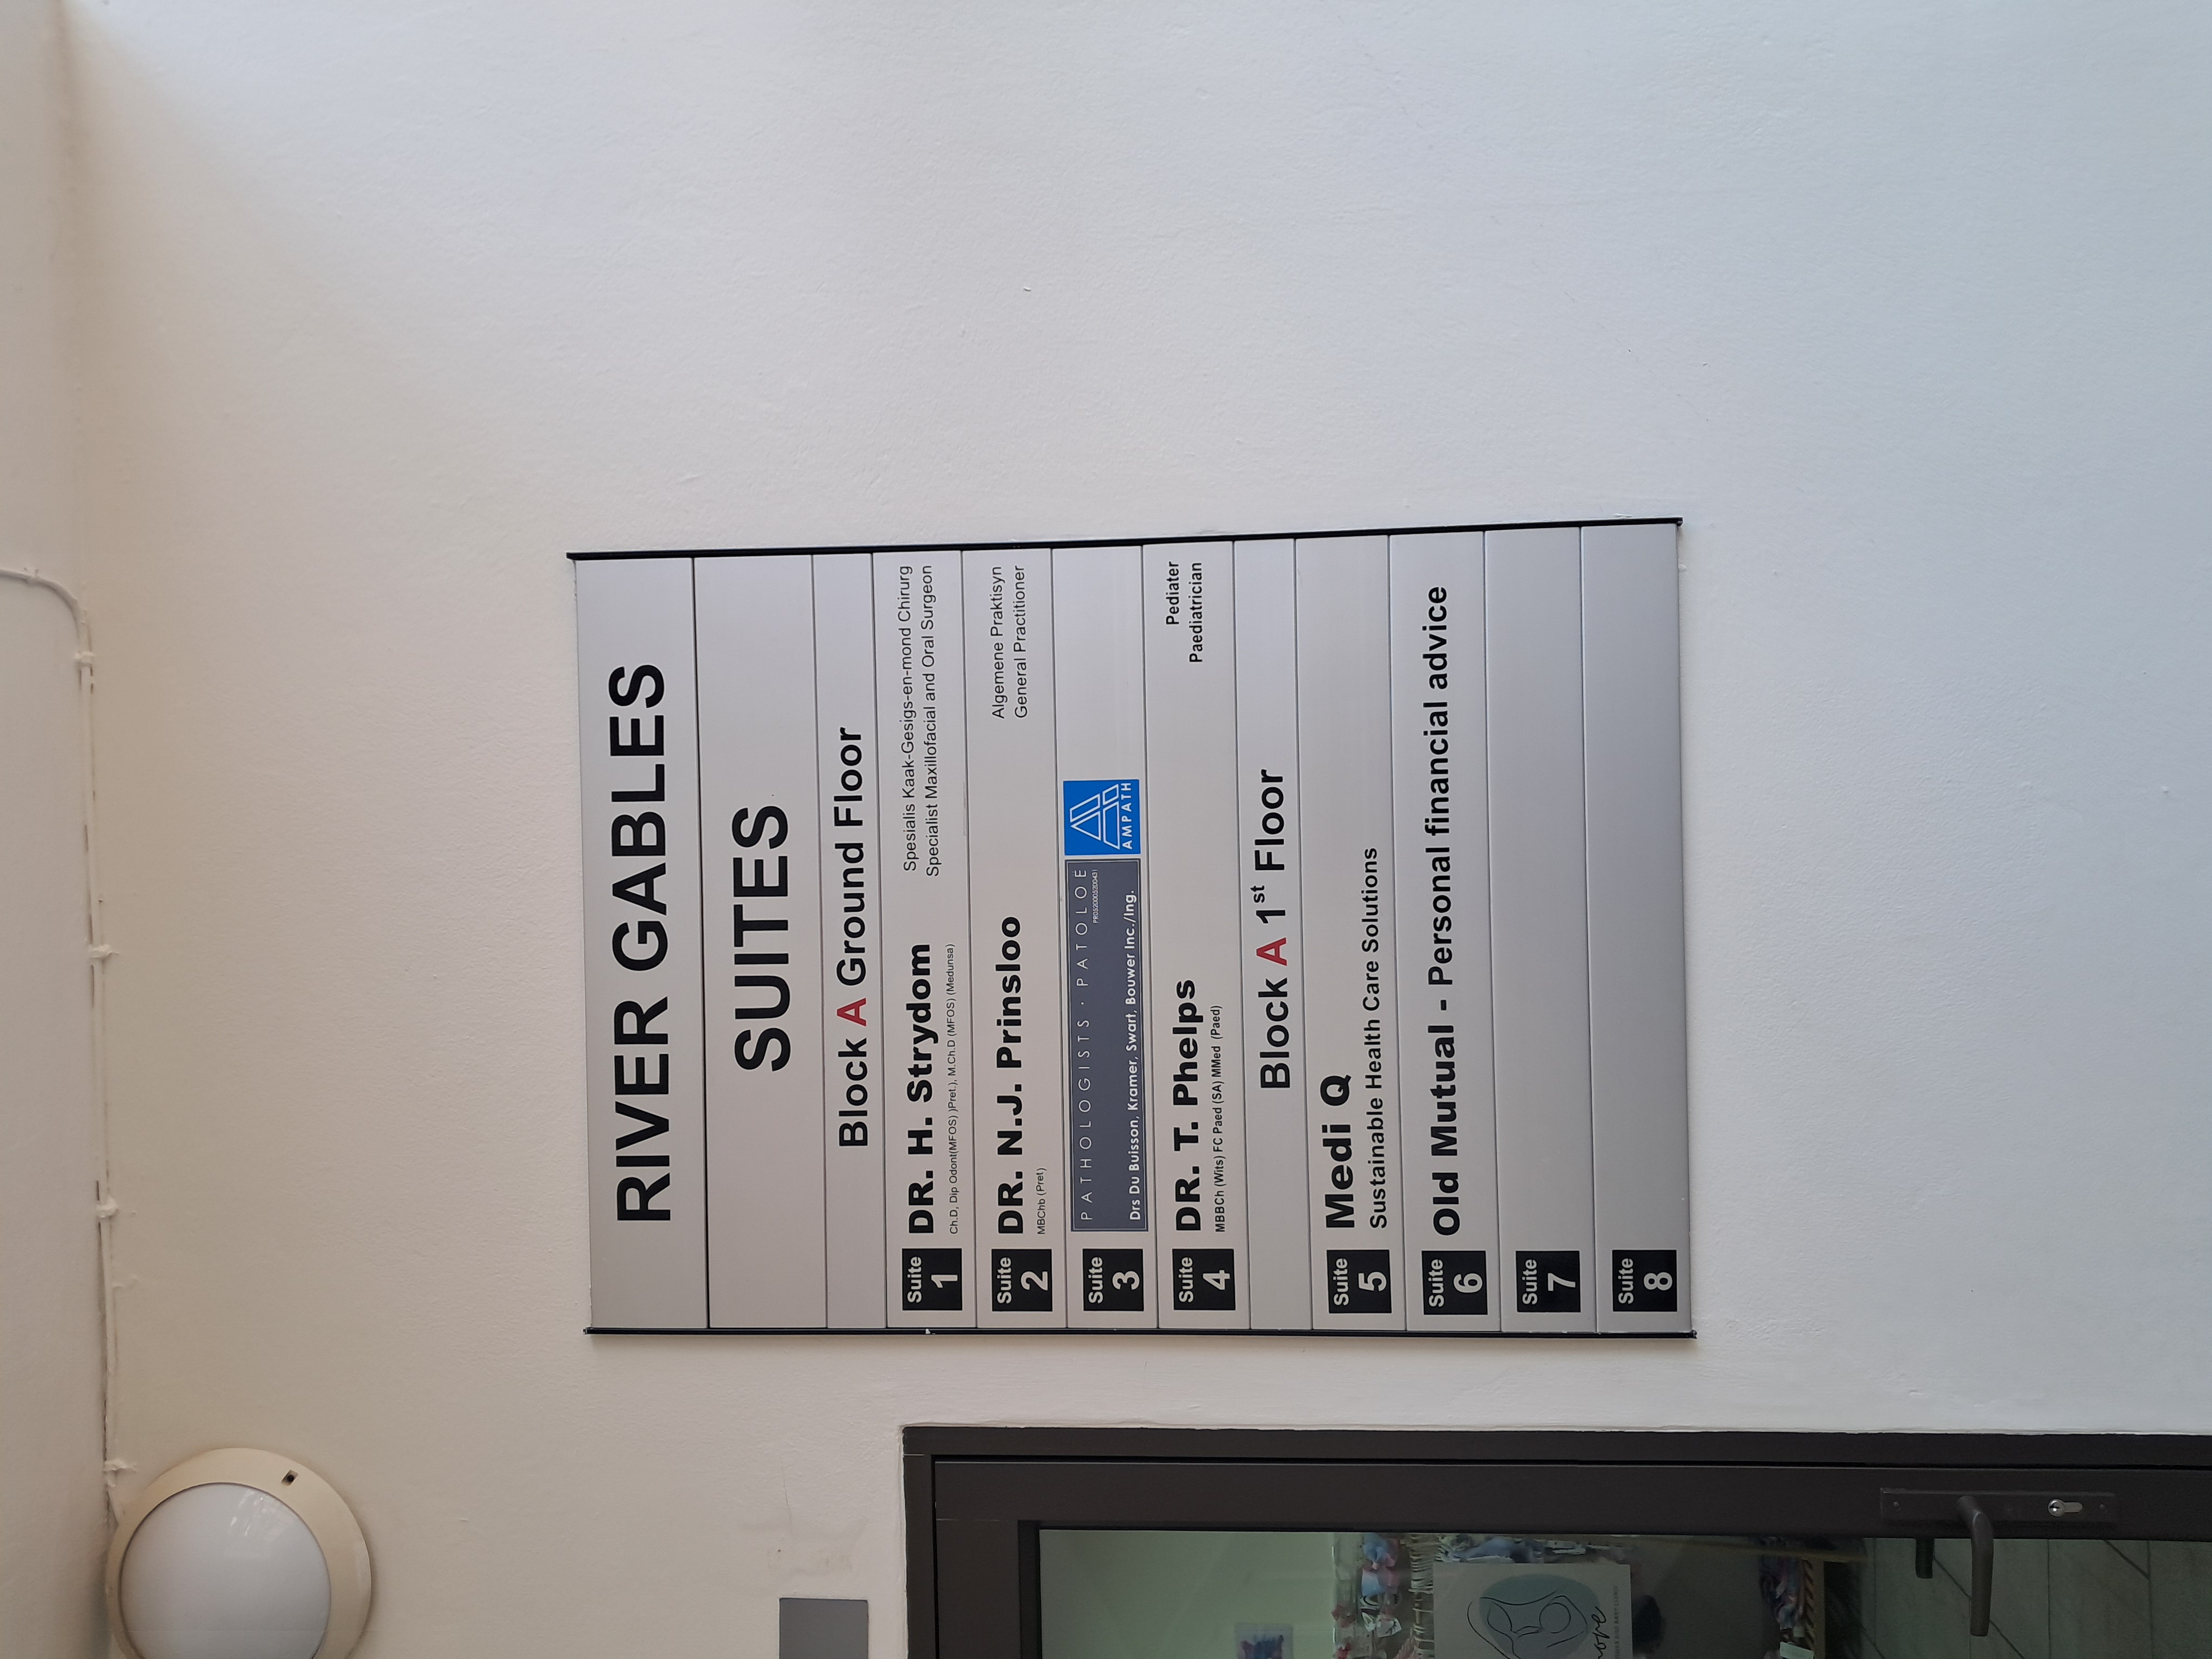 RIVER GABLES
SUITES
Block A Ground Floor
Suite 1
DR. H. Strydom
Ch.D, Dip Odont(MFOS) )Pret.), M.Ch.D (MFOS) (Medunsa)
Spesialis Kaak-Gesigs-en-mond Chirurg
Specialist Maxillofacial and Oral Surgeon
Suite 2
DR. N.J. Prinsloo
MBChb (Pret)
Algemene Praktisyn
General Practitioner
Suite 3
PATHOLOGISTS · PATOLOË
Drs Du Buisson, Kramer, Swart, Bouwer Inc./Ing.
AMPATH
Suite 4
DR. T. Phelps
MBBCh (Wits) FC Paed (SA) MMed (Paed)
Pediater
Paediatrician
Block A 1st Floor
Suite 5
Medi Q
Sustainable Health Care Solutions
Suite 6
Old Mutual - Personal financial advice
Suite 7
Suite 8